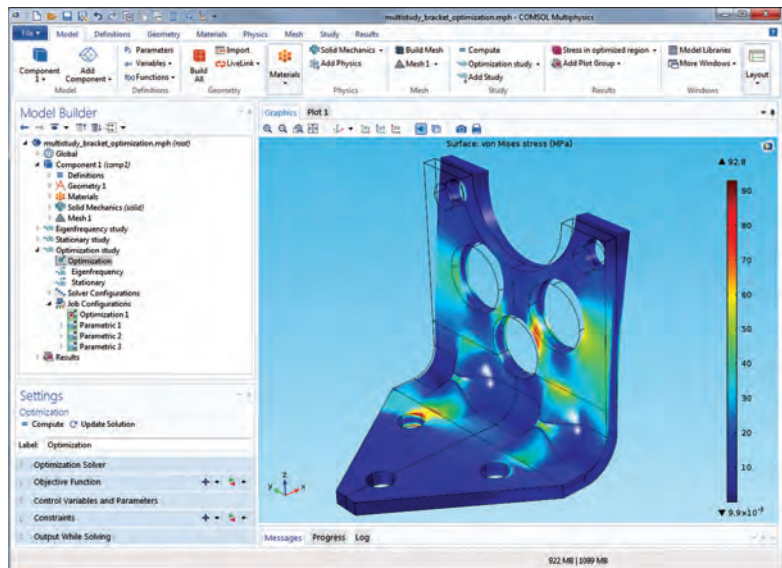 multistudy_bracket_optimization.mph - COMSOL Multiphysics
File Model Definitions Geometry Materials Physics Mesh Study Results
Component 1
Add Component
Model
Pi Parameters
a= Variables
f(x) Functions
Definitions
Build All
Import
LiveLink
Geometry
Materials
Solid Mechanics
Add Physics
Physics
Build Mesh
Mesh 1
Mesh
= Compute
Optimization study
Add Study
Study
Stress in optimized region
Add Plot Group
Results
Model Libraries
More Windows
Windows
Layout
Model Builder
multistudy_bracket_optimization.mph (root)
Global
Component 1 (comp1)
Definitions
Geometry 1
Materials
Solid Mechanics (solid)
Mesh 1
Eigenfrequency study
Stationary study
Optimization study
Optimization
Eigenfrequency
Stationary
Solver Configurations
Job Configurations
Optimization 1
Parametric 1
Parametric 2
Parametric 3
Results
Settings
Optimization
= Compute Update Solution
Label: Optimization
Optimization Solver
Objective Function
Control Variables and Parameters
Constraints
Output While Solving
Graphics Plot 1
Surface: von Mises stress (MPa)
▲ 92.8
90
80
70
60
50
40
30
20
10
▼ 9.9×10⁻³
z
y x
Messages Progress Log
922 MB | 1099 MB